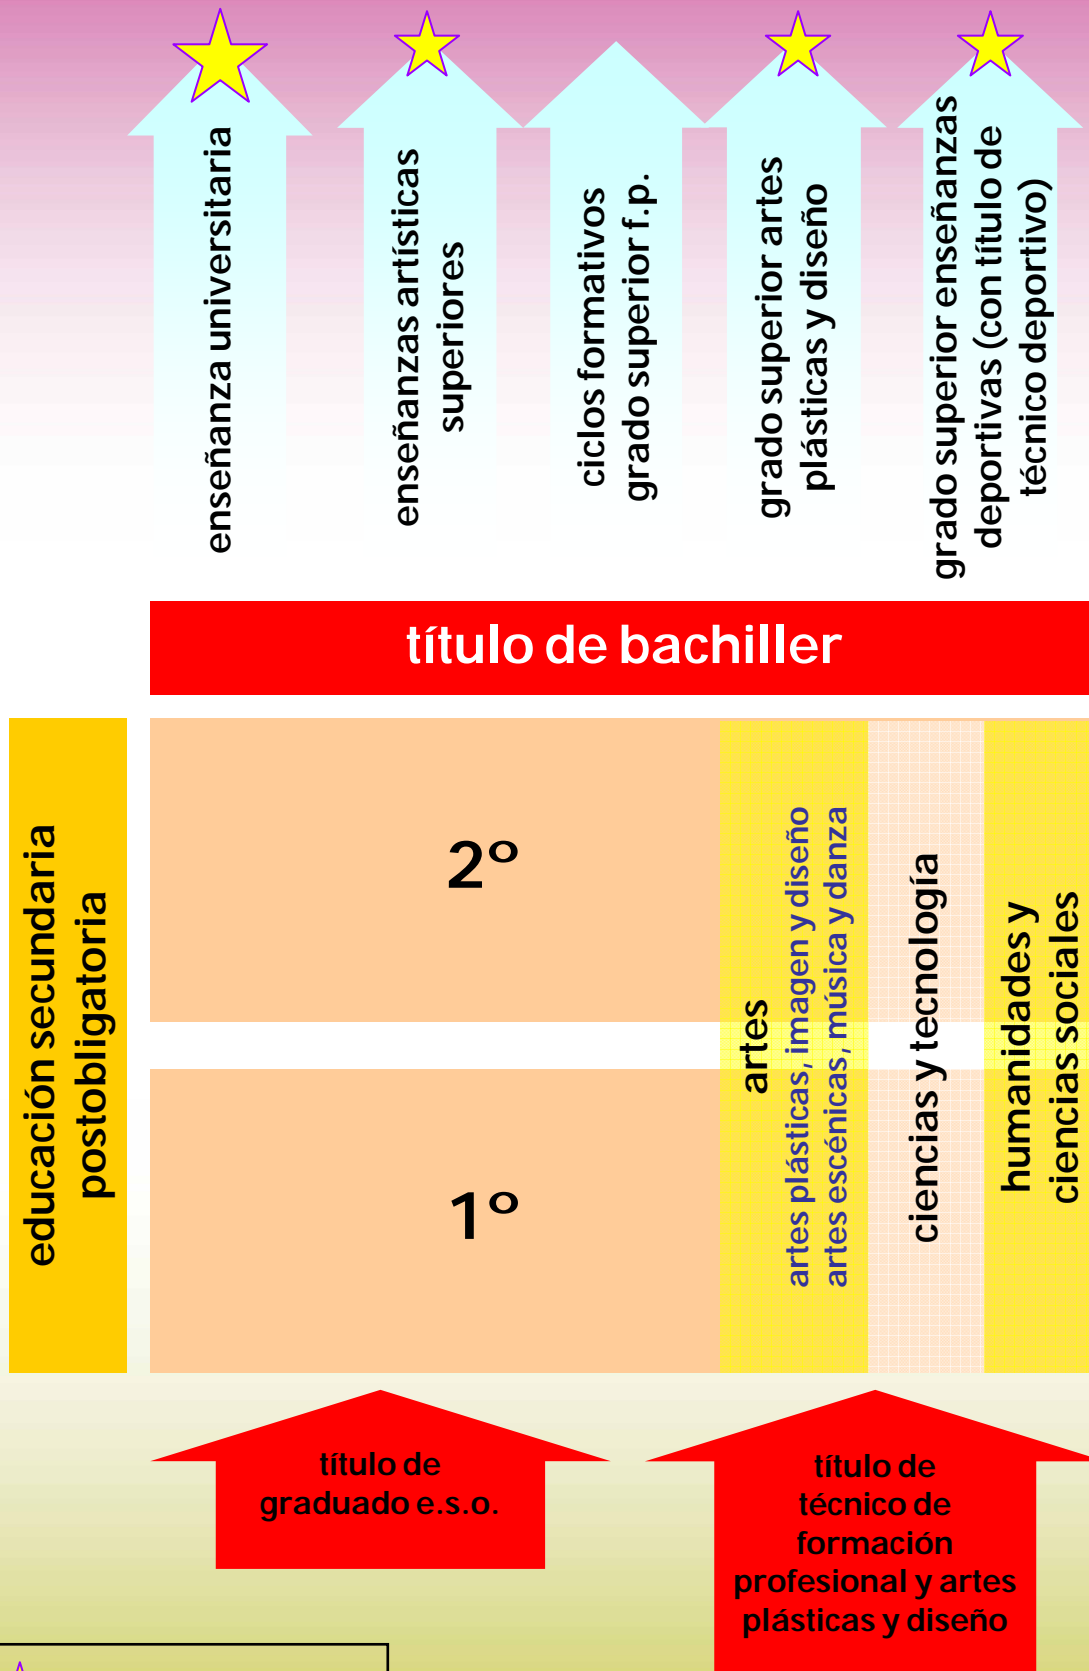 enseñanza universitaria
enseñanzas artísticas
superiores
ciclos formativos
grado superior f.p.
grado superior artes
plásticas y diseño
grado superior enseñanzas
deportivas (con título de
técnico deportivo)
título de bachiller
educación secundaria
postobligatoria
2º
1º
artes
artes plásticas, imagen y diseño
artes escénicas, música y danza
ciencias y tecnología
humanidades y
ciencias sociales
título de
graduado e.s.o.
título de
técnico de
formación
profesional y artes
plásticas y diseño